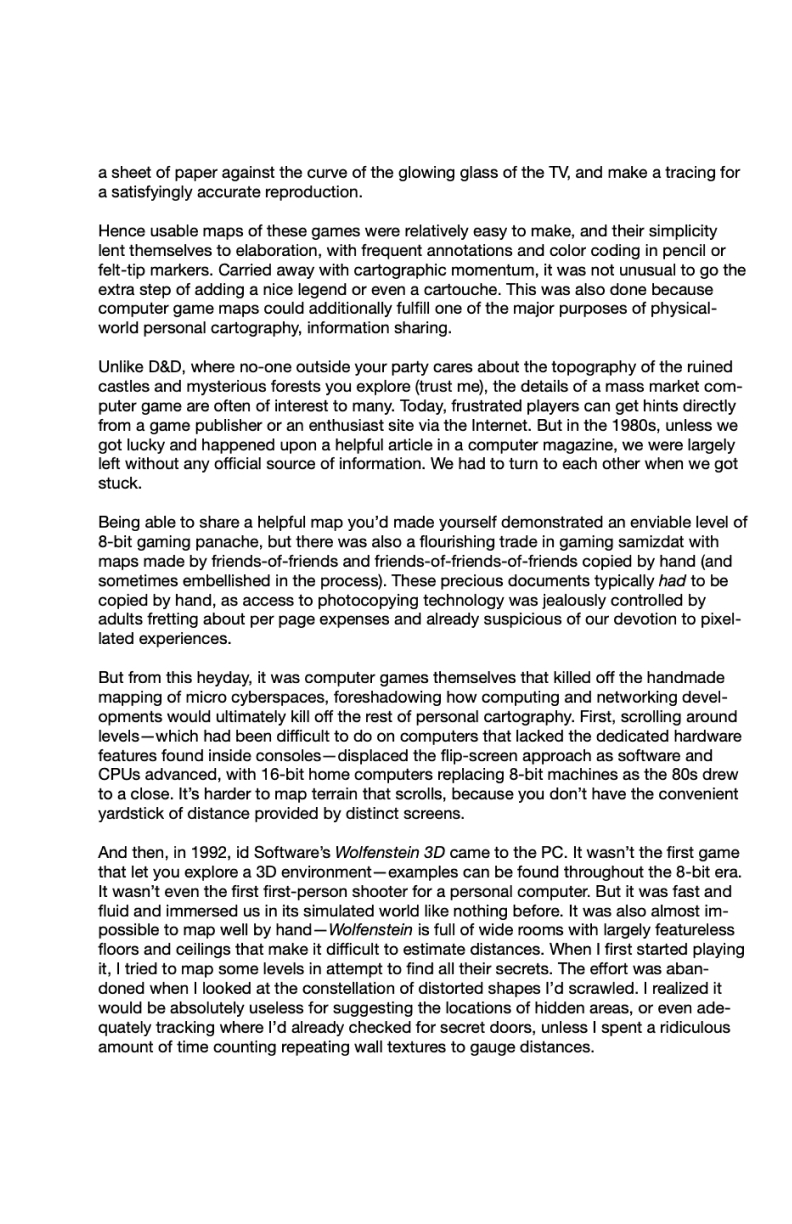 a sheet of paper against the curve of the glowing glass of the TV, and make a tracing for
a satisfyingly accurate reproduction.
Hence usable maps of these games were relatively easy to make, and their simplicity
lent themselves to elaboration, with frequent annotations and color coding in pencil or
felt-tip markers. Carried away with cartographic momentum, it was not unusual to go the
extra step of adding a nice legend or even a cartouche. This was also done because
computer game maps could additionally fulfill one of the major purposes of physical-
world personal cartography, information sharing.
Unlike D&D, where no-one outside your party cares about the topography of the ruined
castles and mysterious forests you explore (trust me), the details of a mass market com-
puter game are often of interest to many. Today, frustrated players can get hints directly
from a game publisher or an enthusiast site via the Internet. But in the 1980s, unless we
got lucky and happened upon a helpful article in a computer magazine, we were largely
left without any official source of information. We had to turn to each other when we got
stuck.
Being able to share a helpful map you’d made yourself demonstrated an enviable level of
8-bit gaming panache, but there was also a flourishing trade in gaming samizdat with
maps made by friends-of-friends and friends-of-friends-of-friends copied by hand (and
sometimes embellished in the process). These precious documents typically had to be
copied by hand, as access to photocopying technology was jealously controlled by
adults fretting about per page expenses and already suspicious of our devotion to pixel-
lated experiences.
But from this heyday, it was computer games themselves that killed off the handmade
mapping of micro cyberspaces, foreshadowing how computing and networking devel-
opments would ultimately kill off the rest of personal cartography. First, scrolling around
levels—which had been difficult to do on computers that lacked the dedicated hardware
features found inside consoles—displaced the flip-screen approach as software and
CPUs advanced, with 16-bit home computers replacing 8-bit machines as the 80s drew
to a close. It’s harder to map terrain that scrolls, because you don’t have the convenient
yardstick of distance provided by distinct screens.
And then, in 1992, id Software’s Wolfenstein 3D came to the PC. It wasn’t the first game
that let you explore a 3D environment—examples can be found throughout the 8-bit era.
It wasn’t even the first first-person shooter for a personal computer. But it was fast and
fluid and immersed us in its simulated world like nothing before. It was also almost im-
possible to map well by hand—Wolfenstein is full of wide rooms with largely featureless
floors and ceilings that make it difficult to estimate distances. When I first started playing
it, I tried to map some levels in attempt to find all their secrets. The effort was aban-
doned when I looked at the constellation of distorted shapes I’d scrawled. I realized it
would be absolutely useless for suggesting the locations of hidden areas, or even ade-
quately tracking where I’d already checked for secret doors, unless I spent a ridiculous
amount of time counting repeating wall textures to gauge distances.